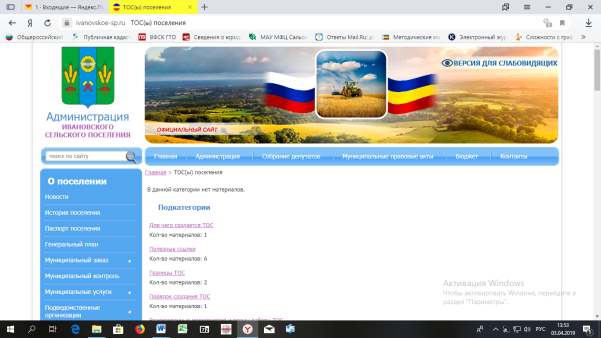 1 · Входящие — Яндекс.П
ТОС(ы) поселения
ivanovskoe-sp.ru ТОС(ы) поселения
Общероссийский
Публичная кадаст
ВФСК ГТО
Сведения о юрид
МАУ МФЦ Сальск
Ответы Mail.Ru: д
Методические ма
Электронный жур
Сложности с пра
ВЕРСИЯ ДЛЯ СЛАБОВИДЯЩИХ
Администрация
ИВАНОВСКОГО
СЕЛЬСКОГО ПОСЕЛЕНИЯ
ОФИЦИАЛЬНЫЙ САЙТ
поиск по сайту
Главная Администрация Собрание депутатов Муниципальные правовые акты Бюджет Контакты
О поселении
Новости
История поселения
Паспорт поселения
Генеральный план
Муниципальный заказ
Муниципальный контроль
Муниципальные услуги
Подведомственные
организации
Главная > ТОС(ы) поселения
В данной категории нет материалов.
Подкатегории
Для чего создается ТОС
Кол-во материалов: 1
Полезные ссылки
Кол-во материалов: 6
Границы ТОС
Кол-во материалов: 2
Порядок создания ТОС
Кол-во материалов: 1
Активация Windows
Чтобы активировать Windows, перейдите в
раздел "Параметры".
РУС
13:53
03.04.2019